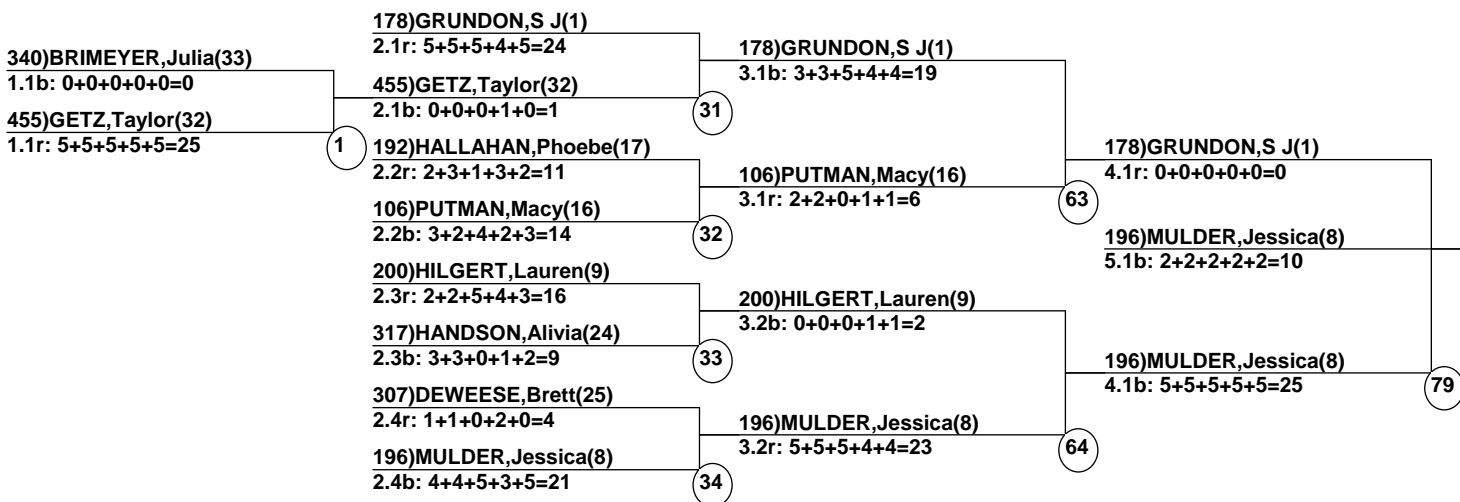 340)BRIMEYER,Julia(33)
1.1b: 0+0+0+0+0=0
455)GETZ,Taylor(32)
1.1r: 5+5+5+5+5=25
1
178)GRUNDON,S J(1)
2.1r: 5+5+5+4+5=24
455)GETZ,Taylor(32)
2.1b: 0+0+0+1+0=1
31
192)HALLAHAN,Phoebe(17)
2.2r: 2+3+1+3+2=11
106)PUTMAN,Macy(16)
2.2b: 3+2+4+2+3=14
32
200)HILGERT,Lauren(9)
2.3r: 2+2+5+4+3=16
317)HANDSON,Alivia(24)
2.3b: 3+3+0+1+2=9
33
307)DEWEESE,Brett(25)
2.4r: 1+1+0+2+0=4
196)MULDER,Jessica(8)
2.4b: 4+4+5+3+5=21
34
178)GRUNDON,S J(1)
3.1b: 3+3+5+4+4=19
106)PUTMAN,Macy(16)
3.1r: 2+2+0+1+1=6
63
200)HILGERT,Lauren(9)
3.2b: 0+0+0+1+1=2
196)MULDER,Jessica(8)
3.2r: 5+5+5+4+4=23
64
178)GRUNDON,S J(1)
4.1r: 0+0+0+0+0=0
196)MULDER,Jessica(8)
5.1b: 2+2+2+2+2=10
196)MULDER,Jessica(8)
4.1b: 5+5+5+5+5=25
79